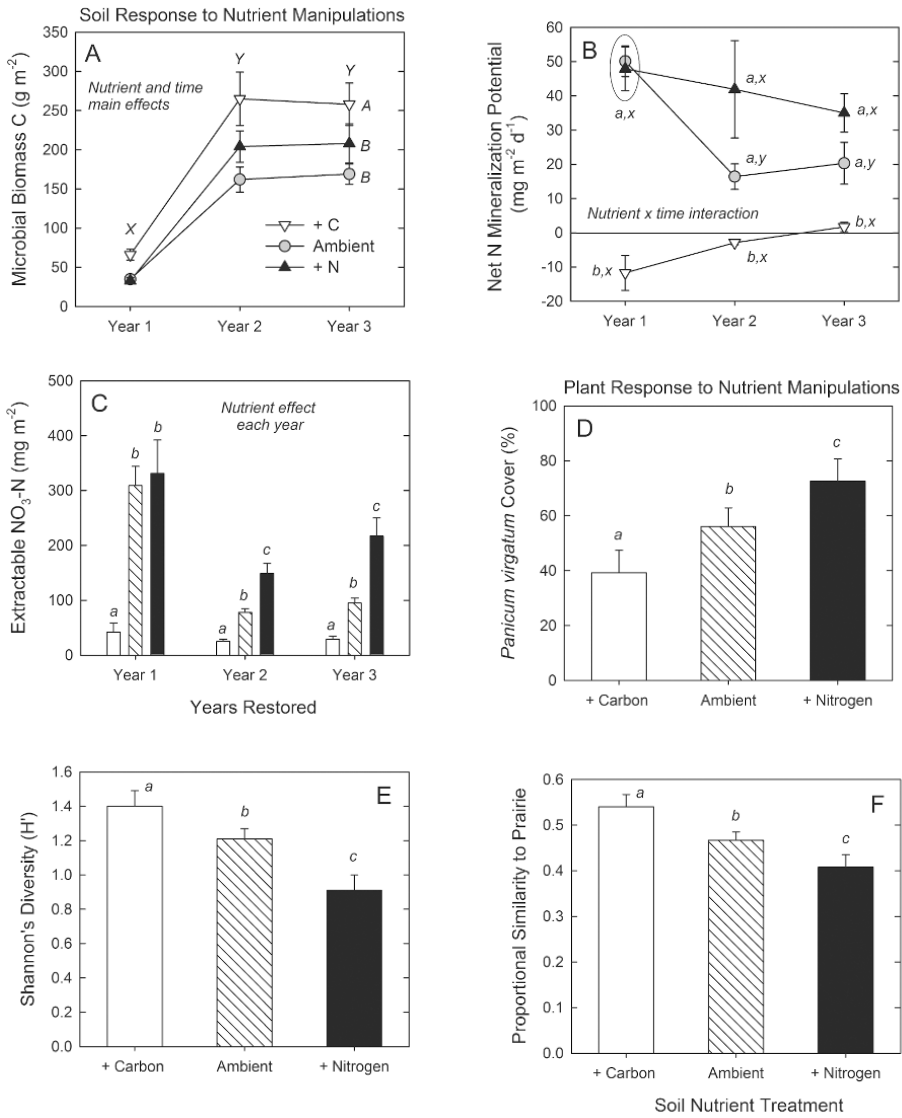 Soil Response to Nutrient Manipulations
A
Nutrient and time
main effects
Microbial Biomass C (g m⁻²)
350
300
250
200
150
100
50
0
X
Y
Y
A
B
B
+ C
Ambient
+ N
Year 1
Year 2
Year 3
B
Net N Mineralization Potential
(mg m⁻² d⁻¹)
60
50
40
30
20
10
0
-10
-20
a,x
a,x
a,x
a,y
a,y
Nutrient x time interaction
b,x
b,x
b,x
Year 1
Year 2
Year 3
C
Nutrient effect
each year
Extractable NO₃-N (mg m⁻²)
500
400
300
200
100
0
a
b
b
a
b
c
a
b
c
Year 1
Year 2
Year 3
Years Restored
Plant Response to Nutrient Manipulations
D
Panicum virgatum Cover (%)
100
80
60
40
20
0
a
b
c
+ Carbon
Ambient
+ Nitrogen
E
Shannon's Diversity (H')
1.6
1.4
1.2
1.0
0.8
0.6
0.4
0.2
0.0
a
b
c
+ Carbon
Ambient
+ Nitrogen
F
Proportional Similarity to Prairie
0.6
0.5
0.4
0.3
0.2
0.1
0.0
a
b
c
+ Carbon
Ambient
+ Nitrogen
Soil Nutrient Treatment